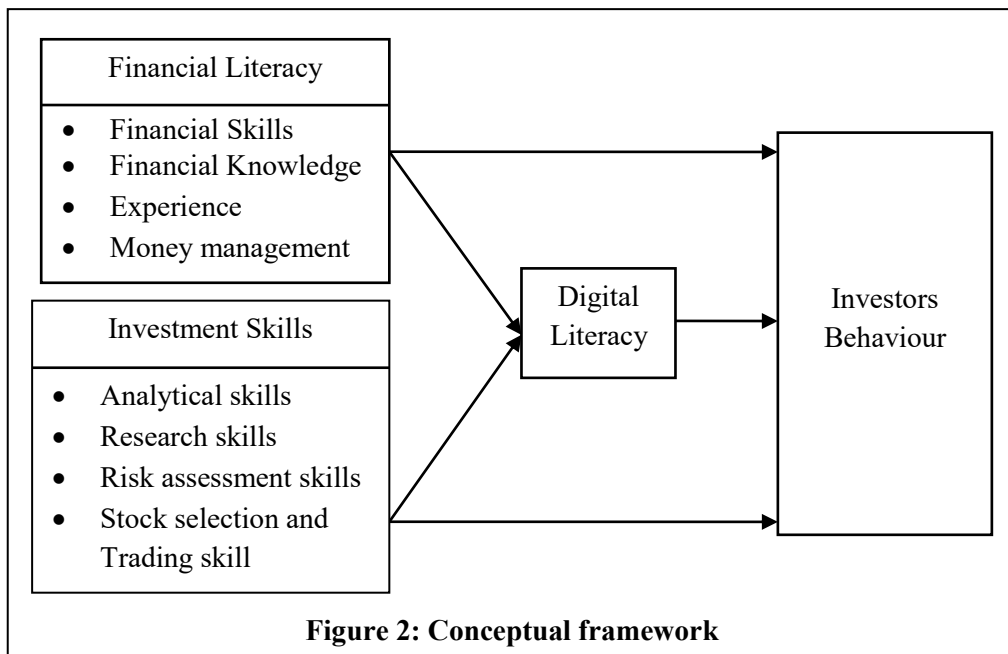 Financial Literacy
• Financial Skills
• Financial Knowledge
• Experience
• Money management
Investment Skills
• Analytical skills
• Research skills
• Risk assessment skills
• Stock selection and
Trading skill
Digital
Literacy
Investors
Behaviour
Figure 2: Conceptual framework